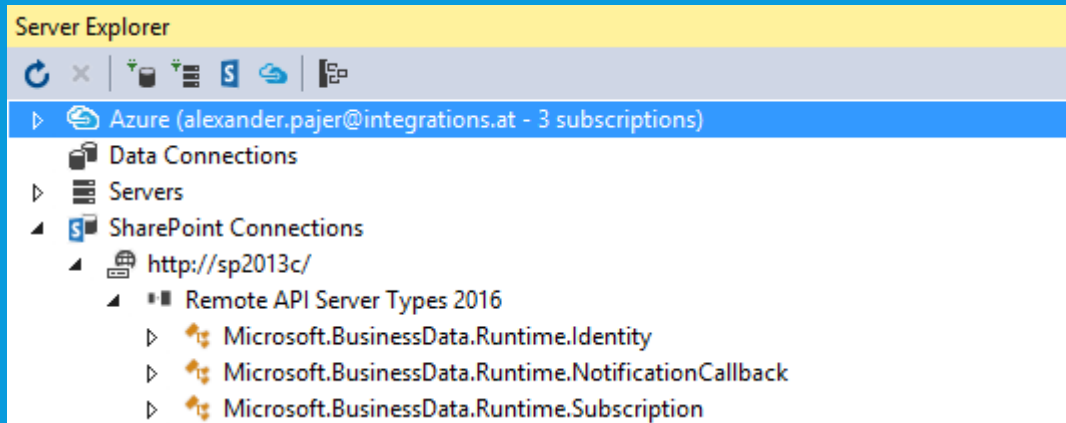 Server Explorer
Azure (alexander.pajer@integrations.at - 3 subscriptions)
Data Connections
Servers
SharePoint Connections
http://sp2013c/
Remote API Server Types 2016
Microsoft.BusinessData.Runtime.Identity
Microsoft.BusinessData.Runtime.NotificationCallback
Microsoft.BusinessData.Runtime.Subscription